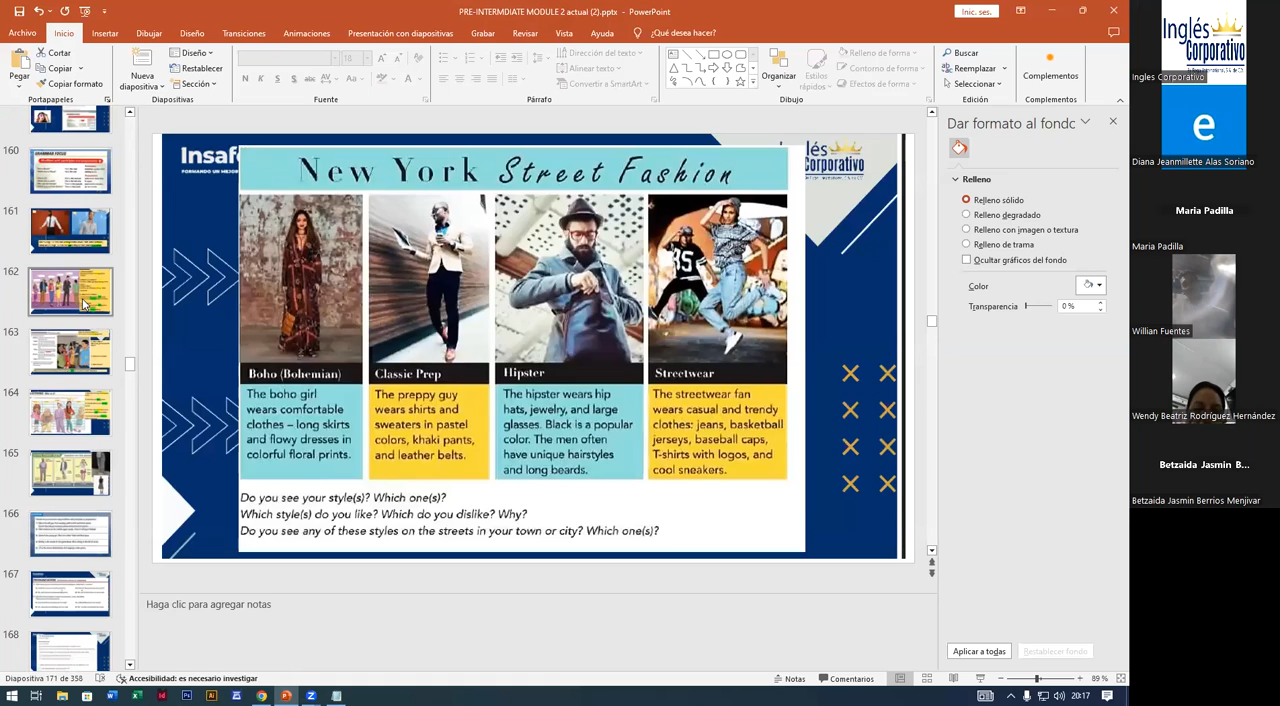 PRE-INTERMDIATE MODULE 2 actual (2).pptx - PowerPoint
Inic. ses.
Archivo Inicio Insertar Dibujar Diseño Transiciones Animaciones Presentación con diapositivas Grabar Revisar Vista Ayuda ¿Qué desea hacer?
Pegar
Cortar
Copiar
Copiar formato
Portapapeles
Nueva diapositiva
Diseño
Restablecer
Sección
Diapositivas
18
N K S S
Fuente
Párrafo
Dirección del texto
Alinear texto
Convertir a SmartArt
Organizar
Estilos rápidos
Relleno de forma
Contorno de forma
Efectos de forma
Dibujo
Buscar
Reemplazar
Seleccionar
Edición
Complementos
Complementos
160
161
162
163
164
165
166
167
168
Insaf
FORMANDO UN MEJOR
Corporativo
New York Street Fashion
Boho (Bohemian)
The boho girl
wears comfortable
clothes – long skirts
and flowy dresses in
colorful floral prints.
Classic Prep
The preppy guy
wears shirts and
sweaters in pastel
colors, khaki pants,
and leather belts.
Hipster
The hipster wears hip
hats, jewelry, and large
glasses. Black is a popular
color. The men often
have unique hairstyles
and long beards.
35
Streetwear
The streetwear fan
wears casual and trendy
clothes: jeans, basketball
jerseys, baseball caps,
T-shirts with logos, and
cool sneakers.
Do you see your style(s)? Which one(s)?
Which style(s) do you like? Which do you dislike? Why?
Do you see any of these styles on the streets of your town or city? Which one(s)?
Haga clic para agregar notas
Dar formato al fondo
Relleno
Relleno sólido
Relleno degradado
Relleno con imagen o textura
Relleno de trama
Ocultar gráficos del fondo
Color
Transparencia 0 %
Aplicar a todas
Restablecer fondo
Diapositiva 171 de 358
Accesibilidad: es necesario investigar
Notas
Comentarios
89 %
20:17
Inglés
Corporativo
Ingles Corporativo
e
Diana Jeanmillette Alas Soriano
Maria Padilla
Maria Padilla
Willian Fuentes
Wendy Beatriz Rodríguez Hernández
Betzaida Jasmin B...
Betzaida Jasmin Berrios Menjivar